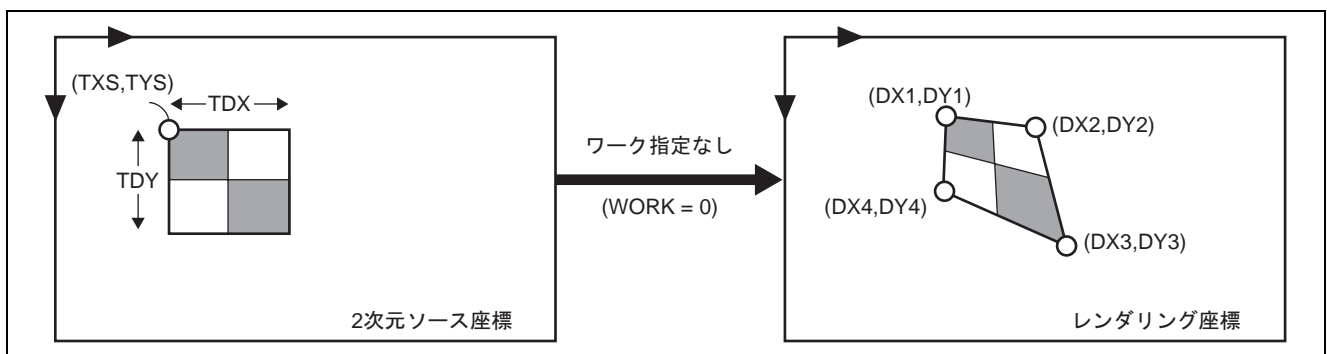 (TXS,TYS)
TDX
TDY
2次元ソース座標
ワーク指定なし
(WORK = 0)
(DX1,DY1)
(DX2,DY2)
(DX4,DY4)
(DX3,DY3)
レンダリング座標